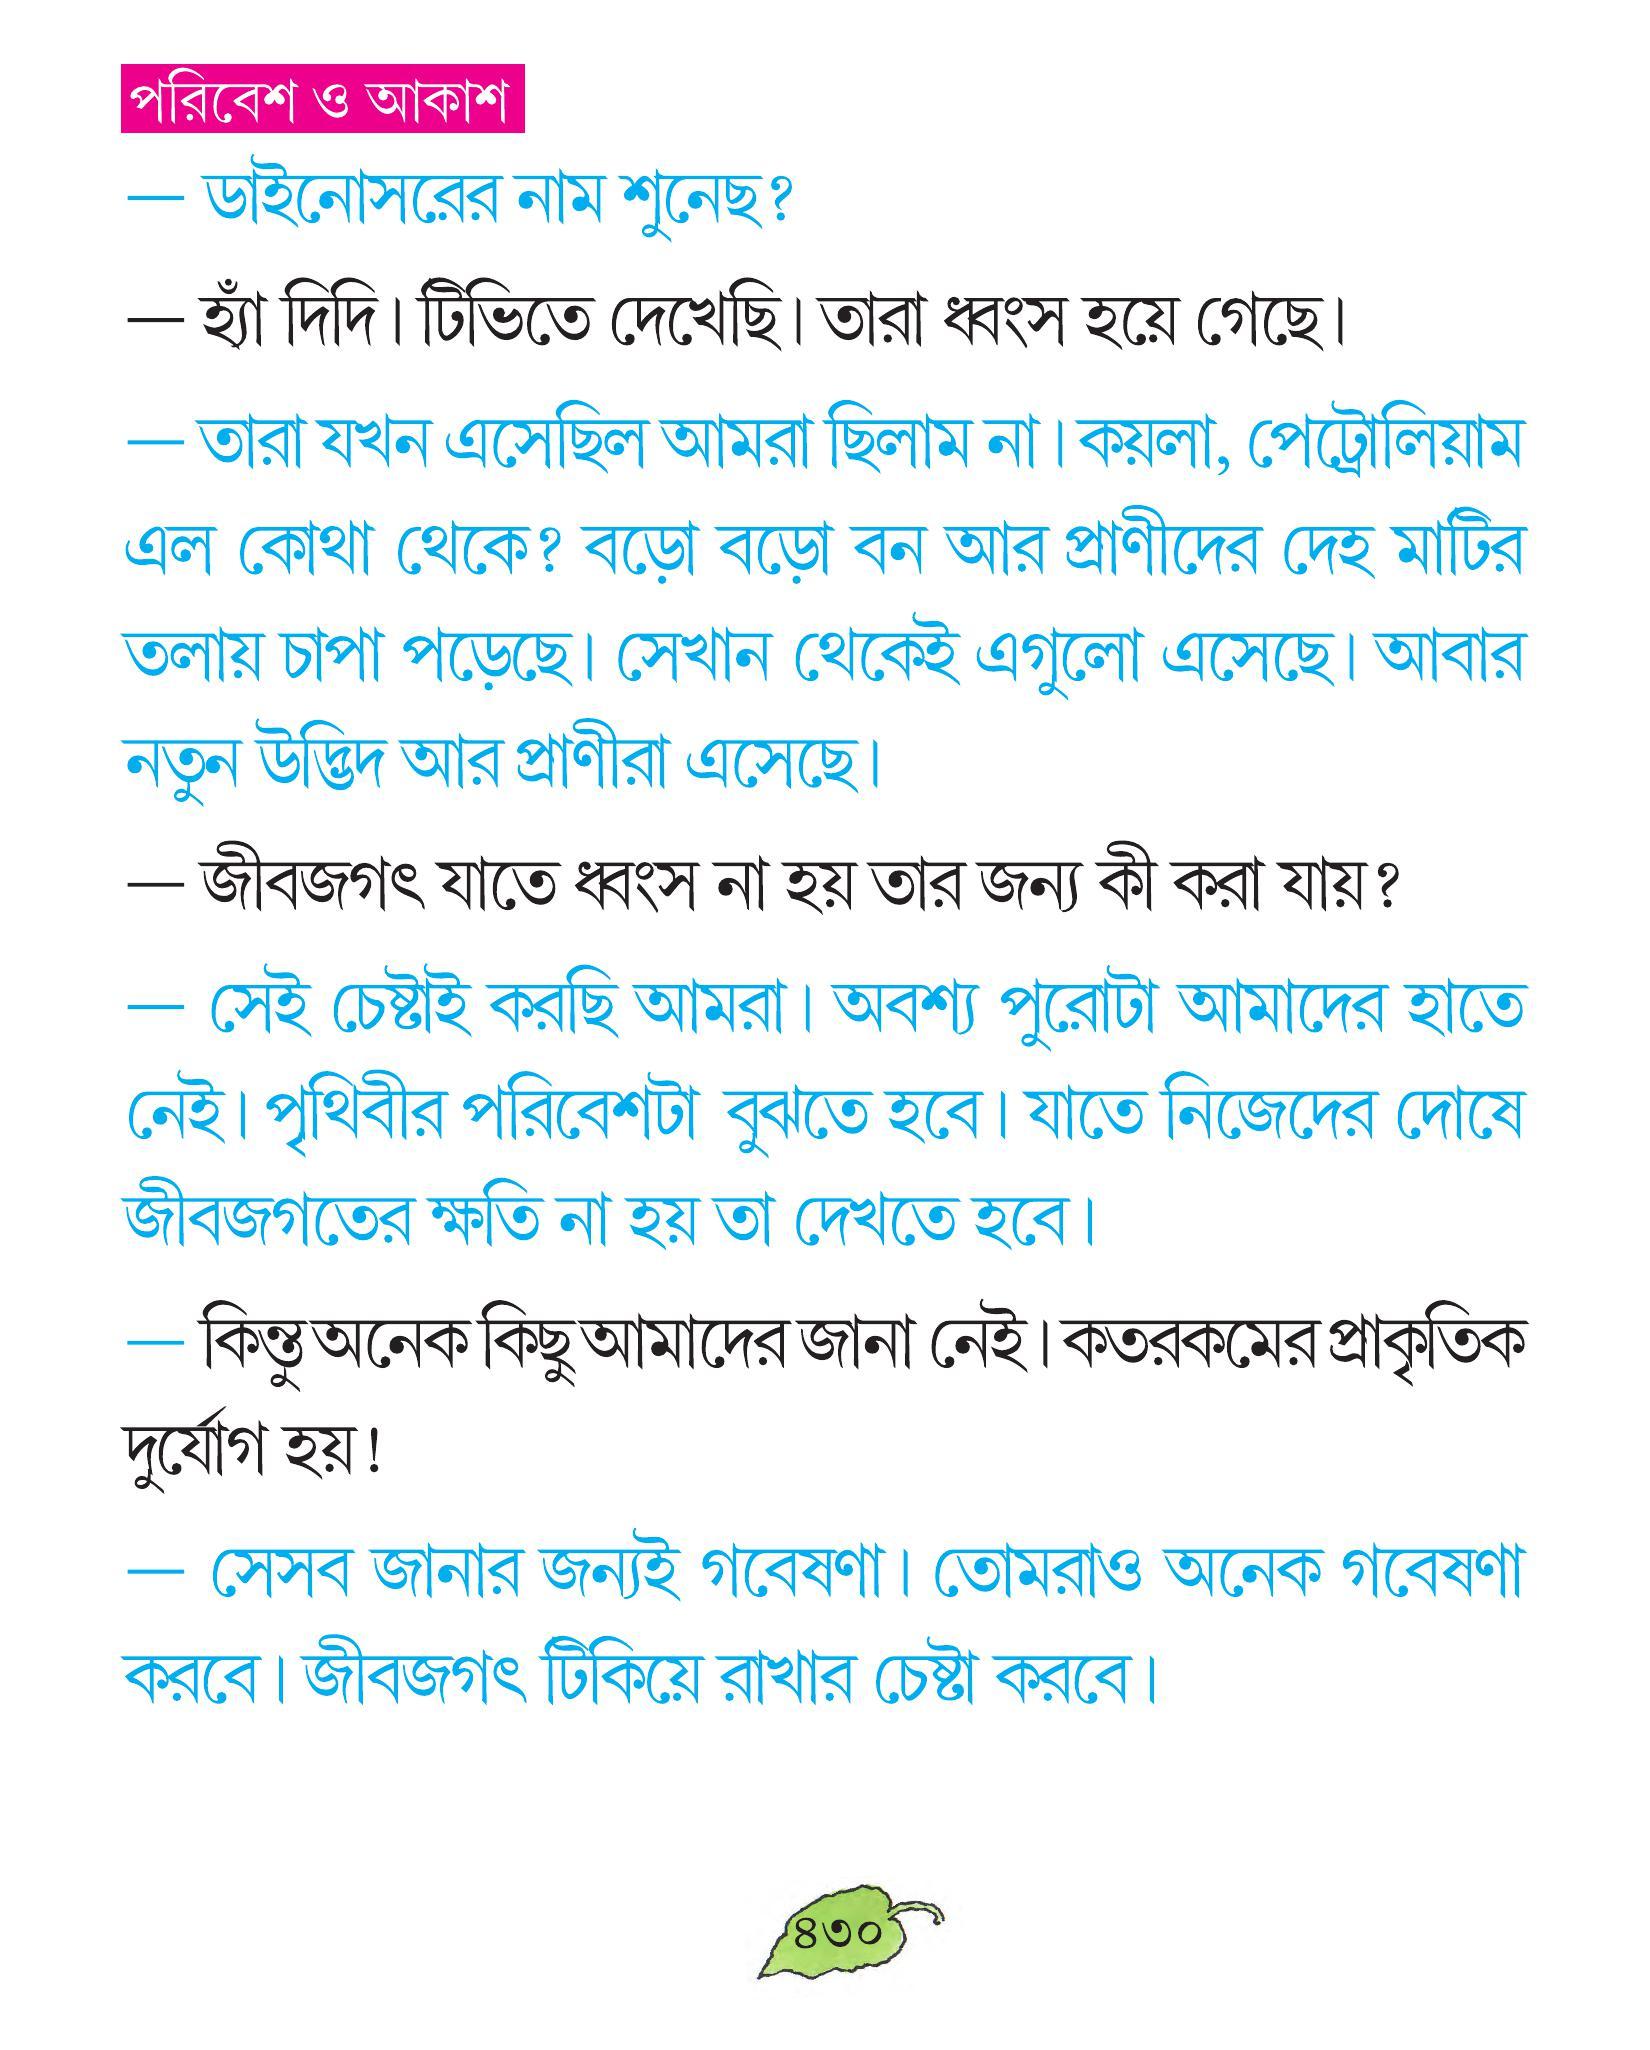 পরিবেশ ও আকাশ
— ডাইনোসরের নাম শুনেছ?
— হ্যাঁ দিদি। টিভিতে দেখেছি। তারা ধ্বংস হয়ে গেছে।
— তারা যখন এসেছিল আমরা ছিলাম না। কয়লা, পেট্রোলিয়াম
এল কোথা থেকে? বড়ো বড়ো বন আর প্রাণীদের দেহ মাটির
তলায় চাপা পড়েছে। সেখান থেকেই এগুলো এসেছে। আবার
নতুন উদ্ভিদ আর প্রাণীরা এসেছে।
— জীবজগৎ যাতে ধ্বংস না হয় তার জন্য কী করা যায়?
— সেই চেষ্টাই করছি আমরা। অবশ্য পুরোটা আমাদের হাতে
নেই। পৃথিবীর পরিবেশটা বুঝতে হবে। যাতে নিজেদের দোষে
জীবজগতের ক্ষতি না হয় তা দেখতে হবে।
— কিন্তু অনেক কিছু আমাদের জানা নেই। কতরকমের প্রাকৃতিক
দুর্যোগ হয়!
— সেসব জানার জন্যই গবেষণা। তোমরাও অনেক গবেষণা
করবে। জীবজগৎ টিকিয়ে রাখার চেষ্টা করবে।
৪৩০